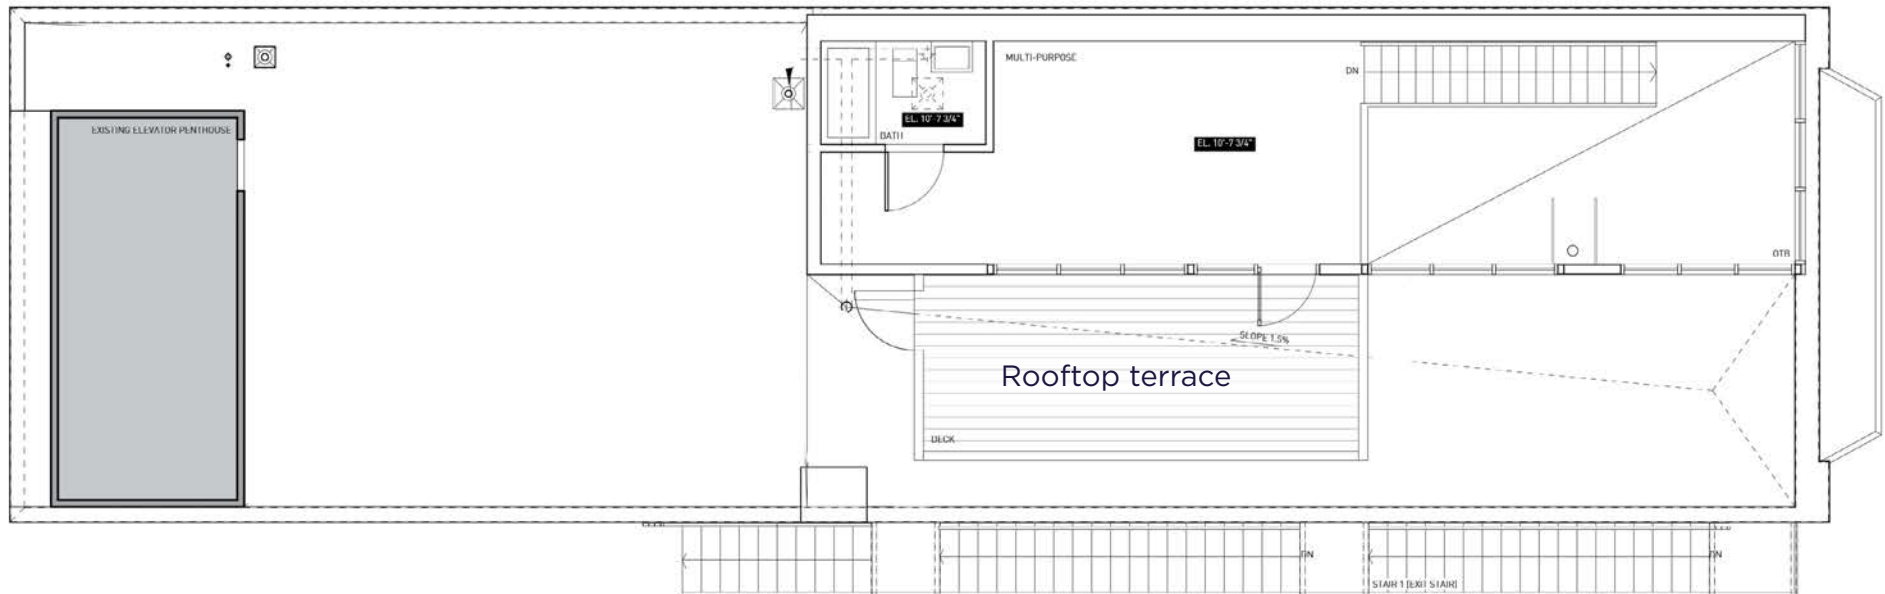 MULTI-PURPOSE
DN
EXISTING ELEVATOR PENTHOUSE
EL. 10'-7 3/4"
BATH
EL. 10'-7 3/4"
OTB
SLOPE 1.5%
Rooftop terrace
DECK
DN
DN
STAIR 1 [EXIT STAIR]